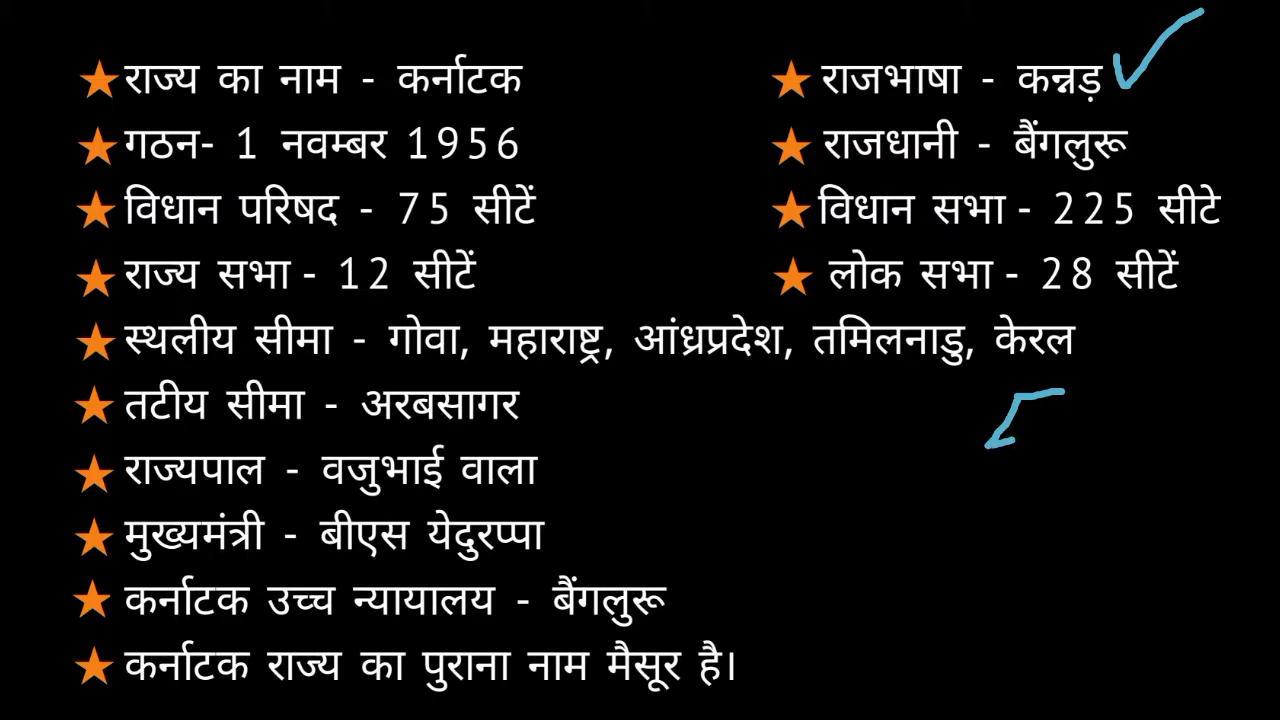 राज्य का नाम - कर्नाटक
राजभाषा - कन्नड़
गठन- 1 नवम्बर 1956
राजधानी - बैंगलुरू
विधान परिषद - 75 सीटें
विधान सभा - 225 सीटे
राज्य सभा - 12 सीटें
लोक सभा - 28 सीटें
स्थलीय सीमा - गोवा, महाराष्ट्र, आंध्रप्रदेश, तमिलनाडु, केरल
तटीय सीमा - अरबसागर
राज्यपाल - वजुभाई वाला
मुख्यमंत्री - बीएस येदुरप्पा
कर्नाटक उच्च न्यायालय - बैंगलुरू
कर्नाटक राज्य का पुराना नाम मैसूर है।